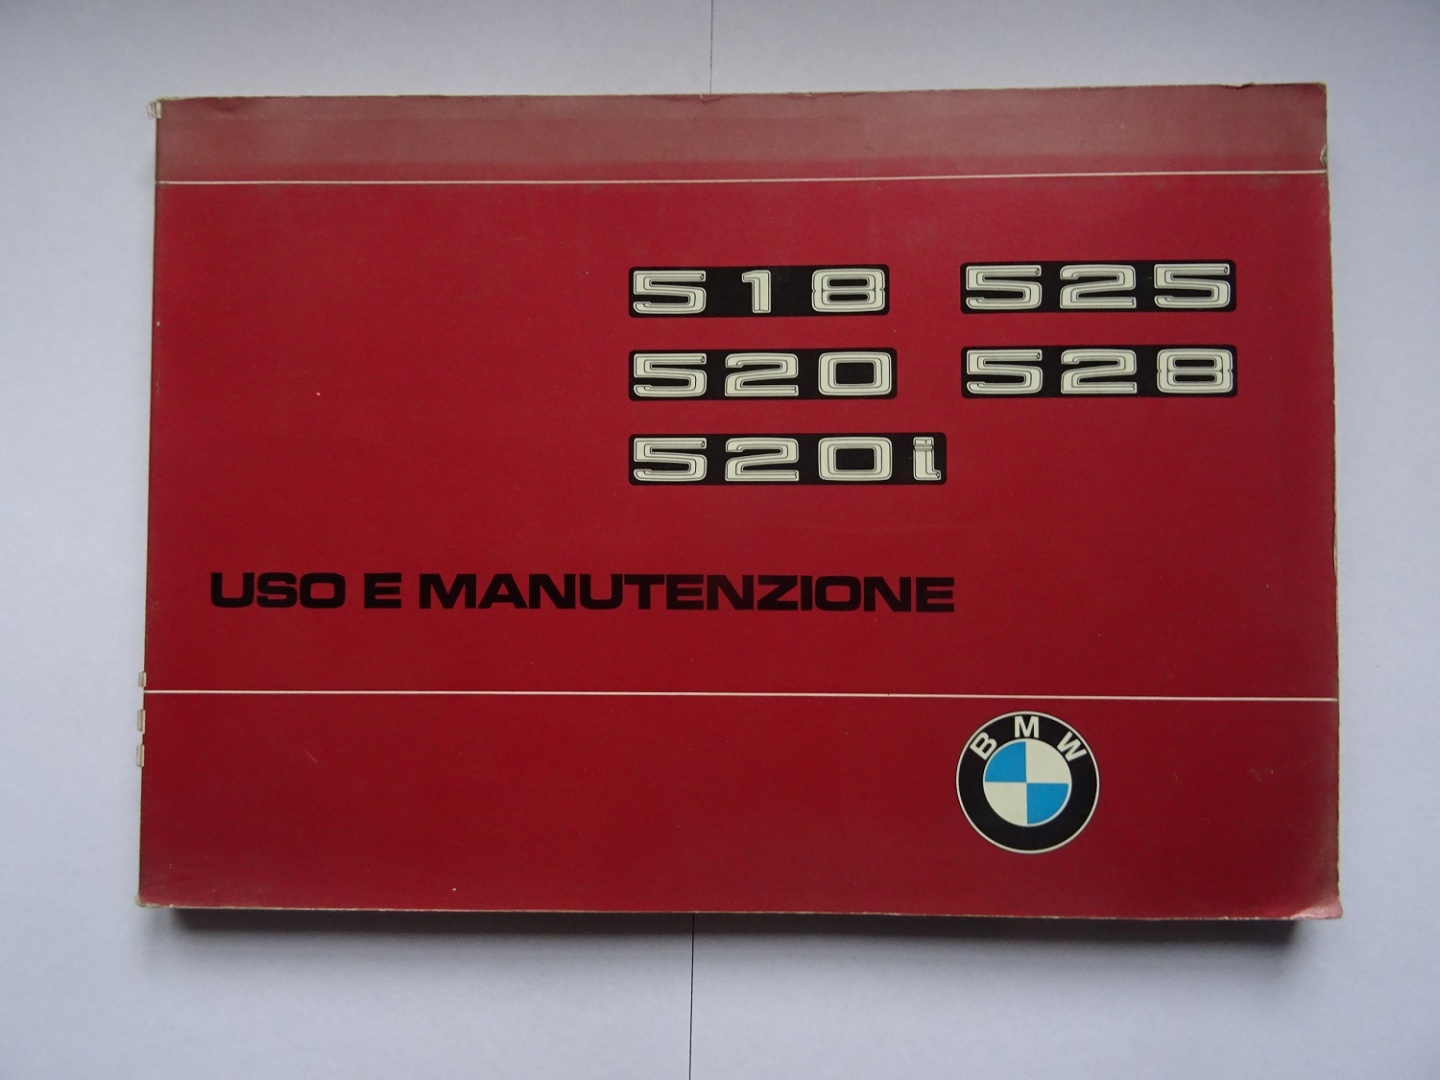 518 525
520 528
520i
USO E MANUTENZIONE
BMW